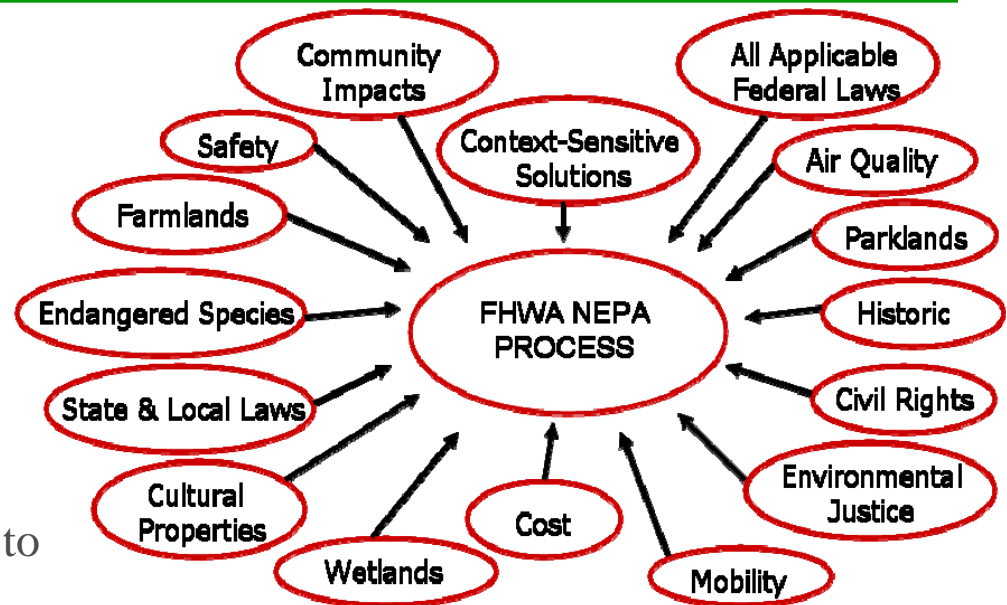 Community
Impacts
All Applicable
Federal Laws
Safety
Context-Sensitive
Solutions
Air Quality
Farmlands
Parklands
Endangered Species
FHWA NEPA
PROCESS
Historic
State & Local Laws
Civil Rights
Cultural
Properties
Environmental
Justice
Cost
to
Wetlands
Mobility